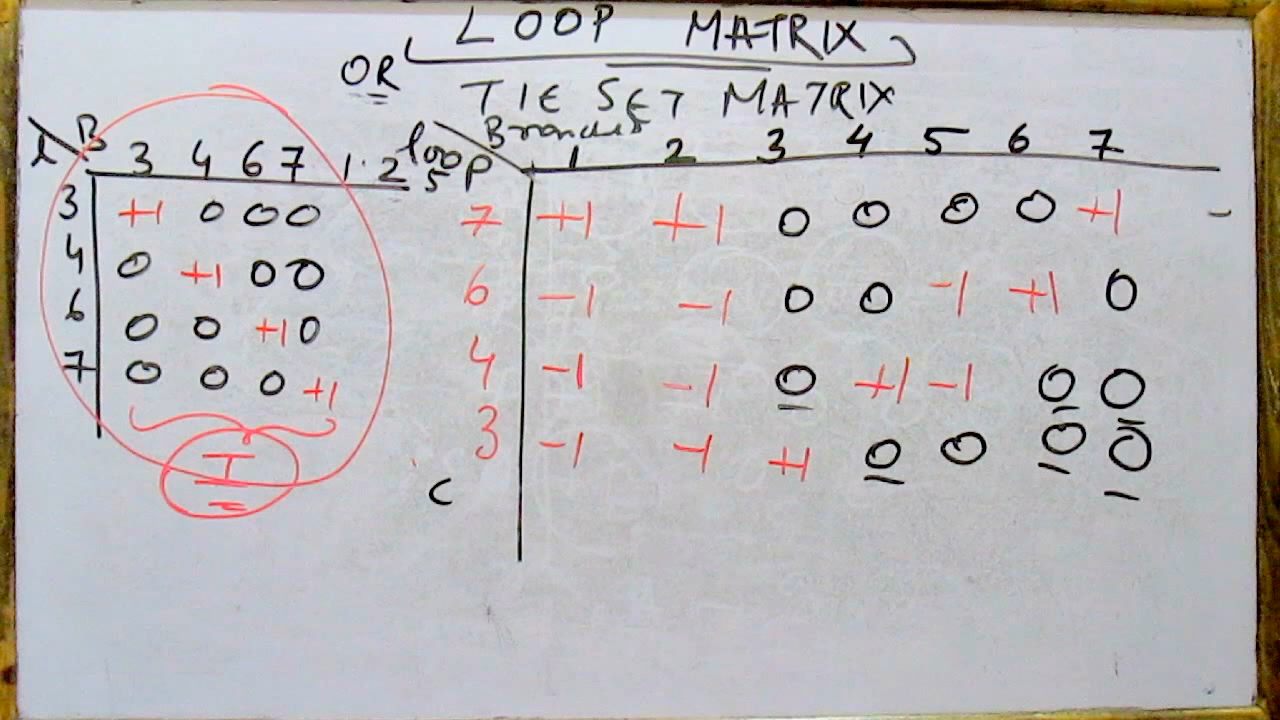 LOOP MATRIX
OR
TIE SET MATRIX
B 3 4 6 7 1 2 5
3 +1 0 0 0
4 0 +1 0 0
6 0 0 +1 0
7 0 0 0 +1
I
loop Branches 1 2 3 4 5 6 7
7 +1 +1 0 0 0 0 +1
6 -1 -1 0 0 -1 +1 0
4 -1 -1 0 +1 -1 0 0
3 -1 -1 +1 0 0 0 0
C